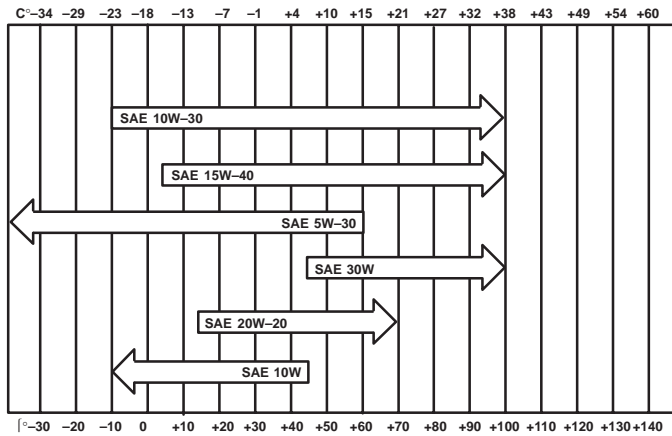 C°–34 –29 –23 –18 –13 –7 –1 +4 +10 +15 +21 +27 +32 +38 +43 +49 +54 +60
SAE 10W–30
SAE 15W–40
SAE 5W–30
SAE 30W
SAE 20W–20
SAE 10W
⌠°–30 –20 –10 0 +10 +20 +30 +40 +50 +60 +70 +80 +90 +100 +110 +120 +130 +140